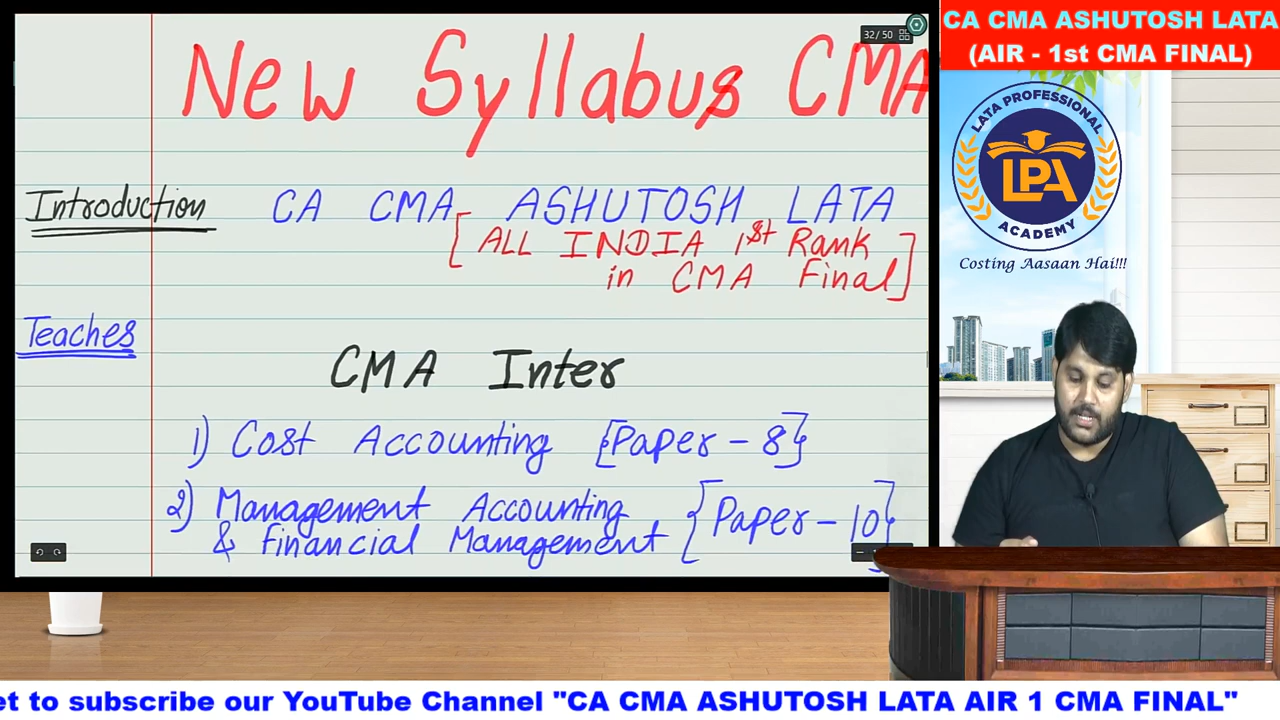 New Syllabus CMA
32/50
Introduction CA CMA ASHUTOSH LATA
[ALL INDIA 1st Rank
in CMA Final]
Teaches
CMA Inter
1) Cost Accounting {Paper - 8}
2) Management Accounting
& Financial Management {Paper - 10}
CA CMA ASHUTOSH LATA
(AIR - 1st CMA FINAL)
LATA PROFESSIONAL
LPA
ACADEMY
Costing Aasaan Hai!!!
et to subscribe our YouTube Channel "CA CMA ASHUTOSH LATA AIR 1 CMA FINAL"